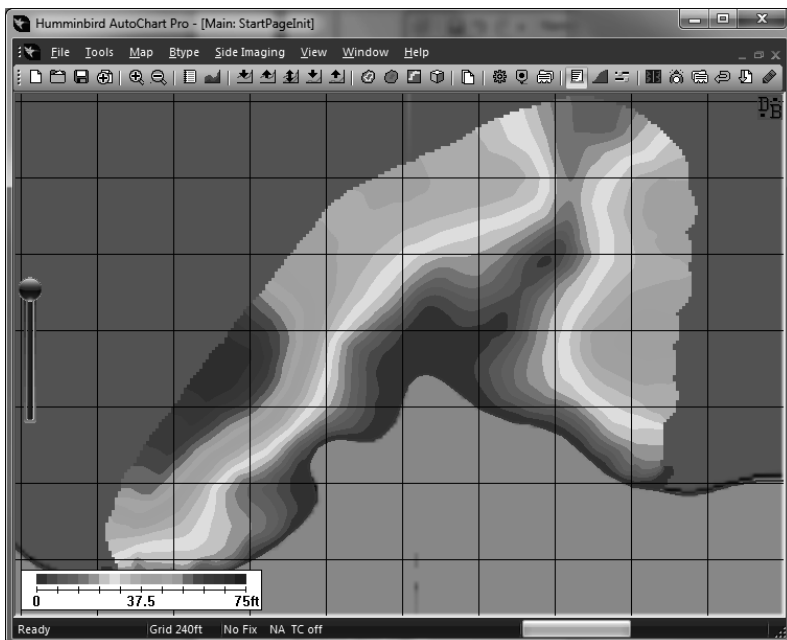 Humminbird AutoChart Pro - [Main: StartPageInit]
File Tools Map Btype Side Imaging View Window Help
D B
0 37.5 75ft
Ready Grid 240ft No Fix NA TC off